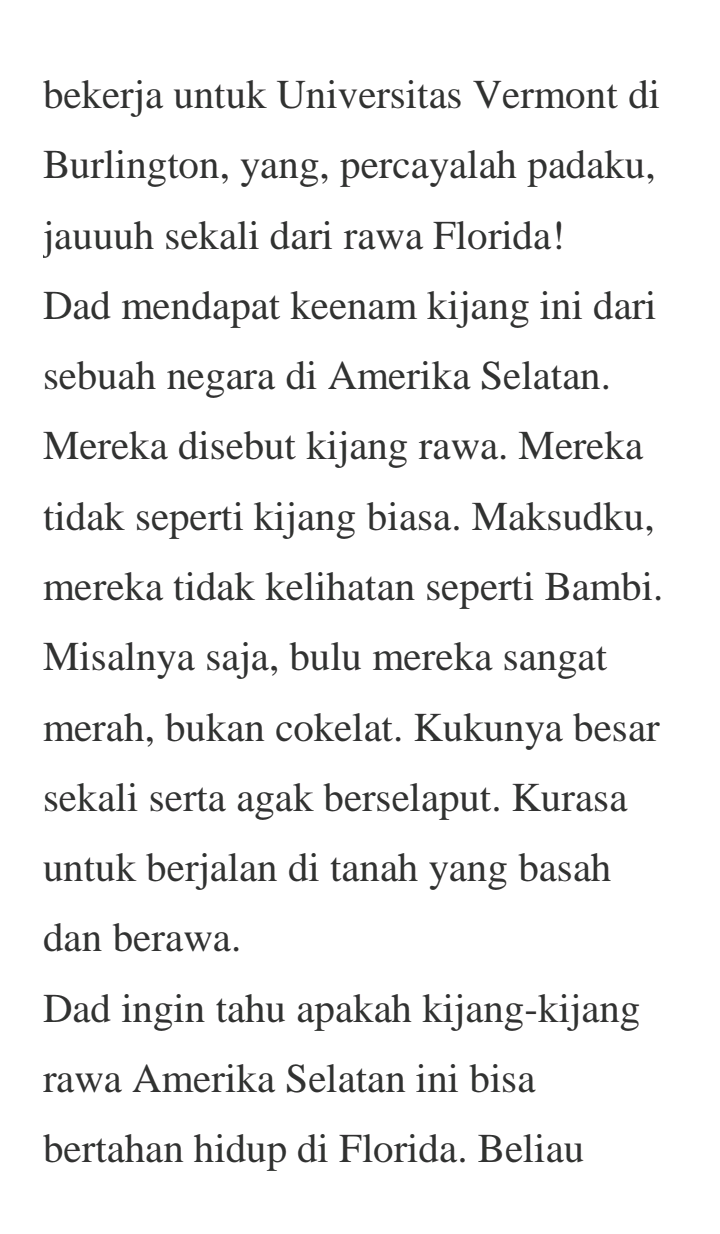 bekerja untuk Universitas Vermont di
Burlington, yang, percayalah padaku,
jauuuh sekali dari rawa Florida!
Dad mendapat keenam kijang ini dari
sebuah negara di Amerika Selatan.
Mereka disebut kijang rawa. Mereka
tidak seperti kijang biasa. Maksudku,
mereka tidak kelihatan seperti Bambi.
Misalnya saja, bulu mereka sangat
merah, bukan cokelat. Kukunya besar
sekali serta agak berselaput. Kurasa
untuk berjalan di tanah yang basah
dan berawa.
Dad ingin tahu apakah kijang-kijang
rawa Amerika Selatan ini bisa
bertahan hidup di Florida. Beliau